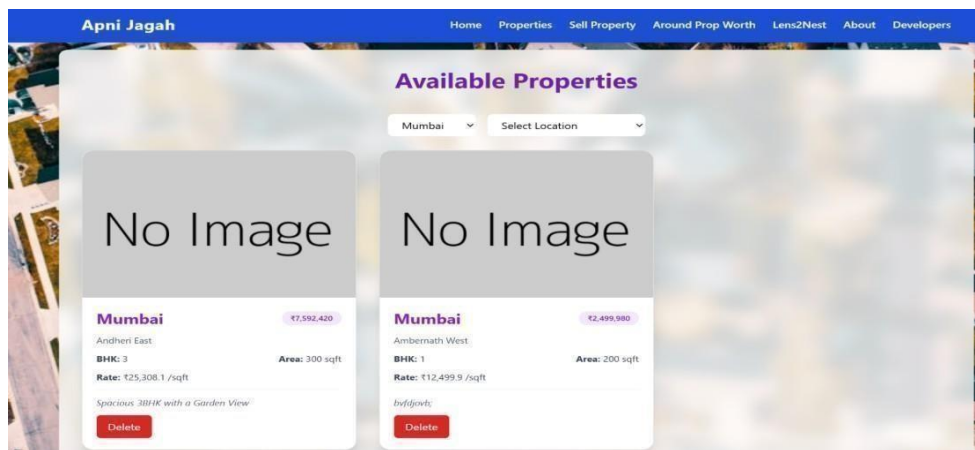 Apni Jagah
Home Properties Sell Property Around Prop Worth Lens2Nest About Developers
Available Properties
Mumbai Select Location
No Image
Mumbai ₹7,592,420
Andheri East
BHK: 3 Area: 300 sqft
Rate: ₹25,308.1 /sqft
Spacious 3BHK with a Garden View
Delete
No Image
Mumbai ₹2,499,980
Ambernath West
BHK: 1 Area: 200 sqft
Rate: ₹12,499.9 /sqft
Delete